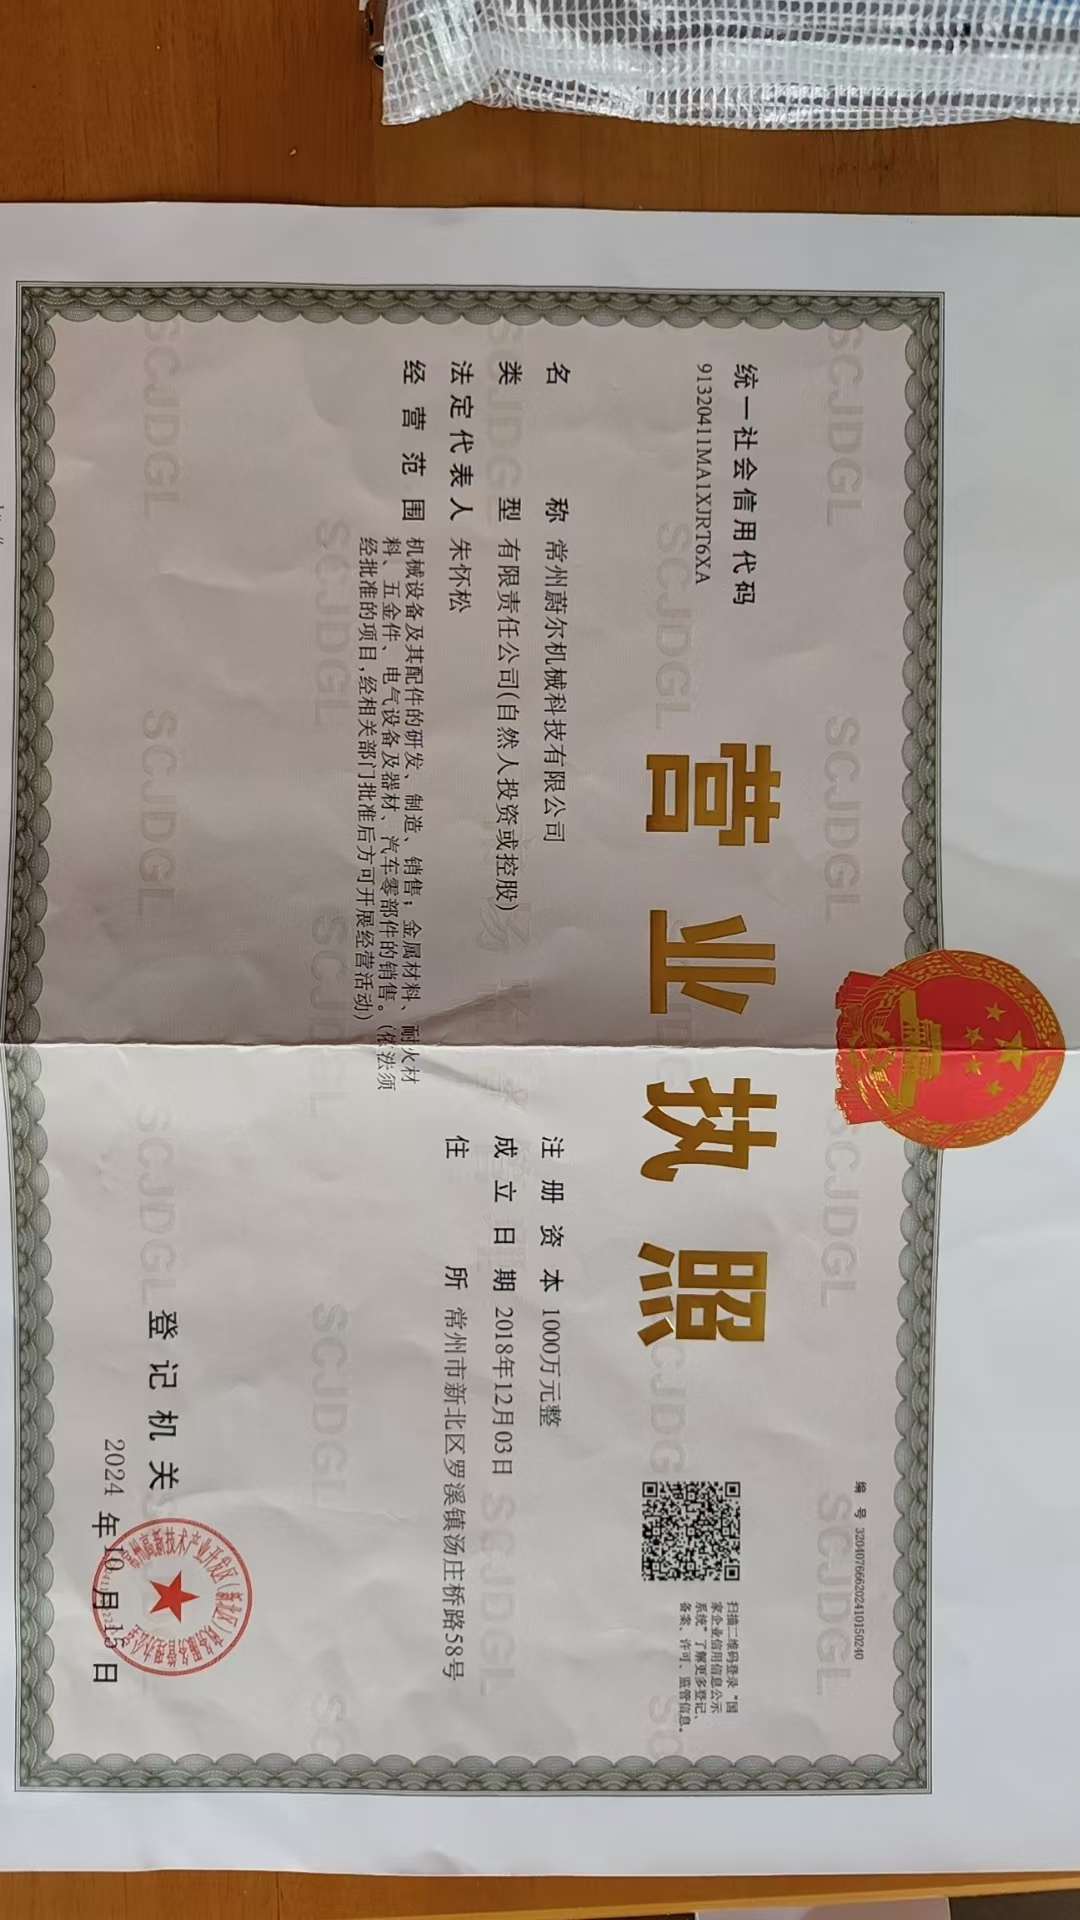 编 号 320407666202410150240
营业执照
统一社会信用代码
91320411MA1XJRT6XA
扫描二维码登录“国
家企业信用信息公示
系统”了解更多登记、
备案、许可、监管信息。
名 称 常州蔚尔机械科技有限公司
类 型 有限责任公司(自然人投资或控股)
法定代表人 朱怀松
经 营 范 围 机械设备及其配件的研发、制造、销售；金属材料、耐火材
料、五金件、电气设备及器材、汽车零部件的销售。(依法须
经批准的项目,经相关部门批准后方可开展经营活动)
注 册 资 本 1000万元整
成 立 日 期 2018年12月03日
住 所 常州市新北区罗溪镇汤庄桥路58号
登 记 机 关
2024 年 10 月 15 日
SCJDGL